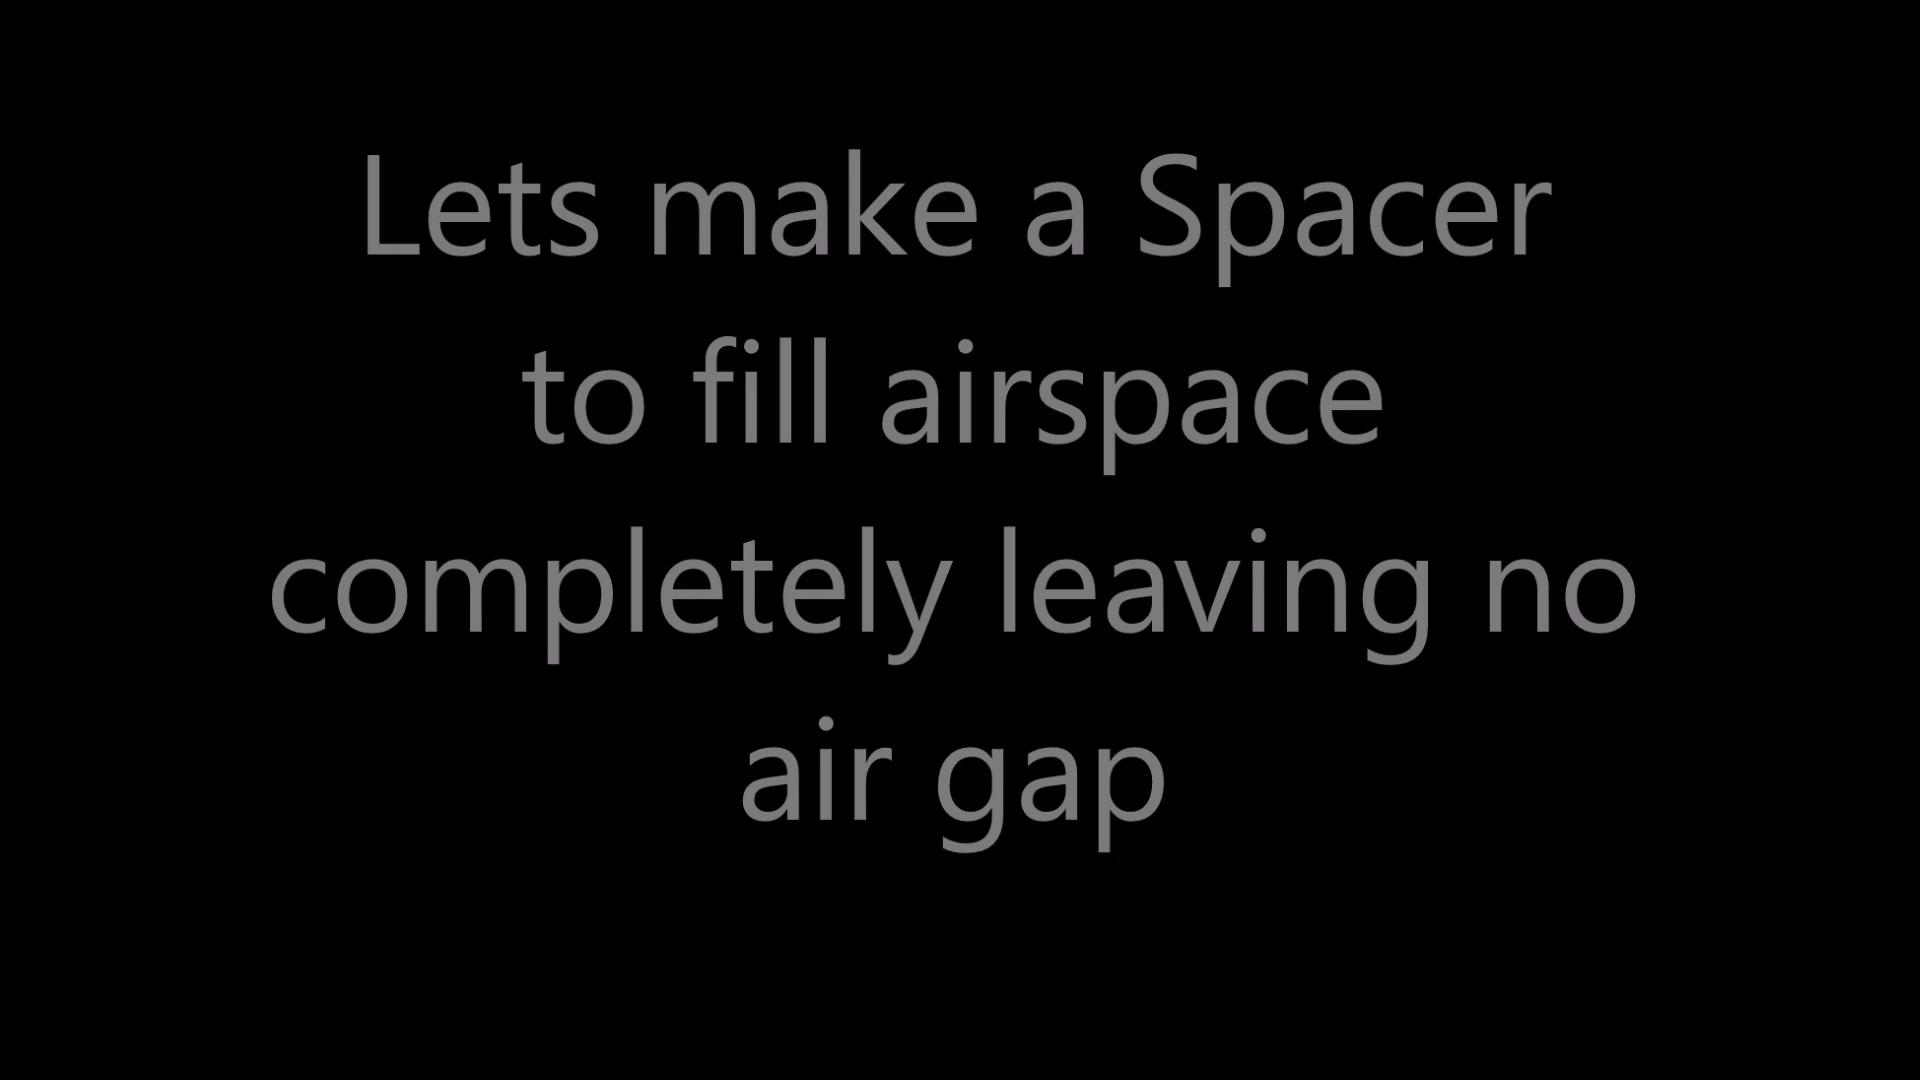 Lets make a Spacer
to fill airspace
completely leaving no
air gap